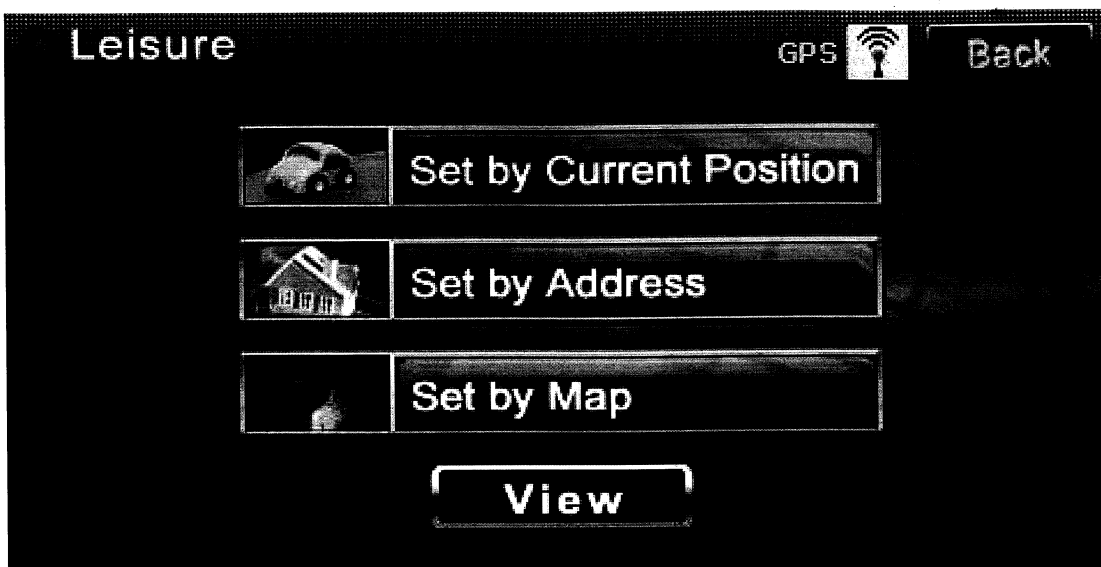 Leisure
GPS
Back
Set by Current Position
Set by Address
Set by Map
View